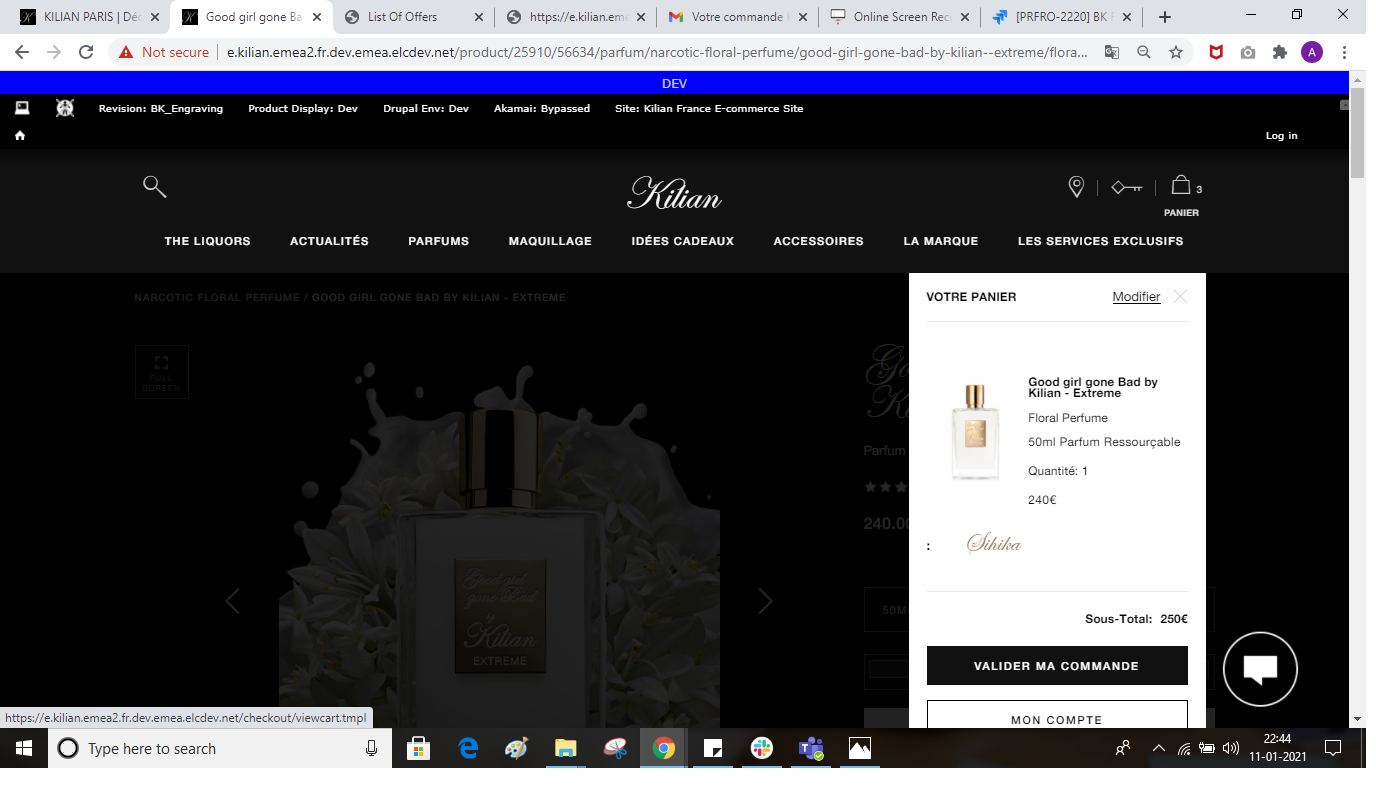 KILIAN PARIS | Déc
Good girl gone Ba
List Of Offers
https://e.kilian.eme
Votre commande
Online Screen Rec
[PRFRO-2220] BK
Not secure
e.kilian.emea2.fr.dev.emea.elcdev.net/product/25910/56634/parfum/narcotic-floral-perfume/good-girl-gone-bad-by-kilian--extreme/flora...
A
DEV
Revision: BK_Engraving
Product Display: Dev
Drupal Env: Dev
Akamai: Bypassed
Site: Kilian France E-commerce Site
Log in
Kilian
3
PANIER
THE LIQUORS
ACTUALITÉS
PARFUMS
MAQUILLAGE
IDÉES CADEAUX
ACCESSOIRES
LA MARQUE
LES SERVICES EXCLUSIFS
NARCOTIC FLORAL PERFUME / GOOD GIRL GONE BAD BY KILIAN - EXTREME
FULL
SCREEN
Good girl
gone Bad
by
Kilian
EXTREME
Parfum
240.00
50M
VOTRE PANIER
Modifier
Good girl gone Bad by
Kilian - Extreme
Floral Perfume
50ml Parfum Ressourçable
Quantité: 1
240€
:
Sihika
Sous-Total: 250€
VALIDER MA COMMANDE
MON COMPTE
https://e.kilian.emea2.fr.dev.emea.elcdev.net/checkout/viewcart.tmpl
Type here to search
22:44
11-01-2021